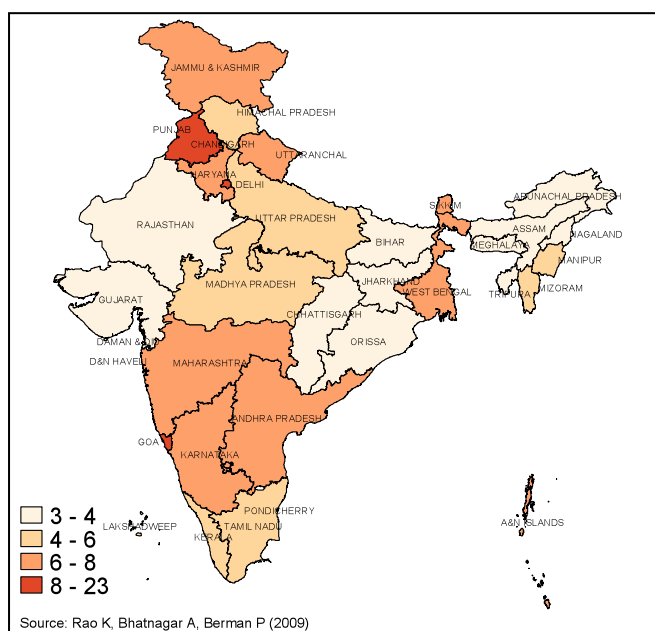 JAMMU & KASHMIR
HIMACHAL PRADESH
PUNJAB
CHANDIGARH
UTTARANCHAL
HARYANA
DELHI
ARUNACHAL PRADESH
SIKKIM
RAJASTHAN
UTTAR PRADESH
ASSAM
NAGALAND
BIHAR
MEGHALAYA
MANIPUR
JHARKHAND
MADHYA PRADESH
WEST BENGAL
TRIPURA
MIZORAM
GUJARAT
CHHATTISGARH
DAMAN & DIU
ORISSA
D&N HAVELI
MAHARASHTRA
ANDHRA PRADESH
GOA
KARNATAKA
PONDICHERRY
LAKSHADWEEP
TAMIL NADU
KERALA
A&N ISLANDS
3 - 4
4 - 6
6 - 8
8 - 23
Source: Rao K, Bhatnagar A, Berman P (2009)